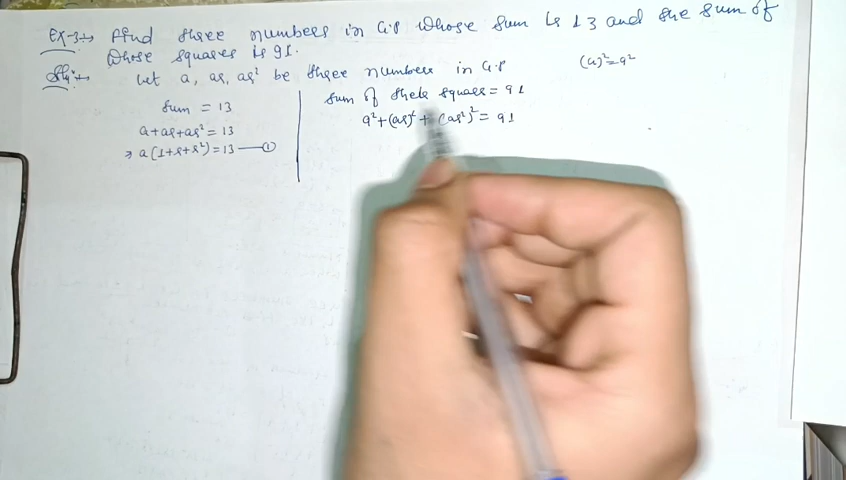 Ex-3:→ Find three numbers in G.P whose sum is 13 and the sum of
whose squares is 91.
Solⁿ:→ Let a, ar, ar² be three numbers in G.P
(a)²=a²
Sum = 13
a+ar+ar² = 13
⇒ a(1+r+r²)=13 —①
Sum of their squares = 91
a²+(ar)²+(ar²)² = 91